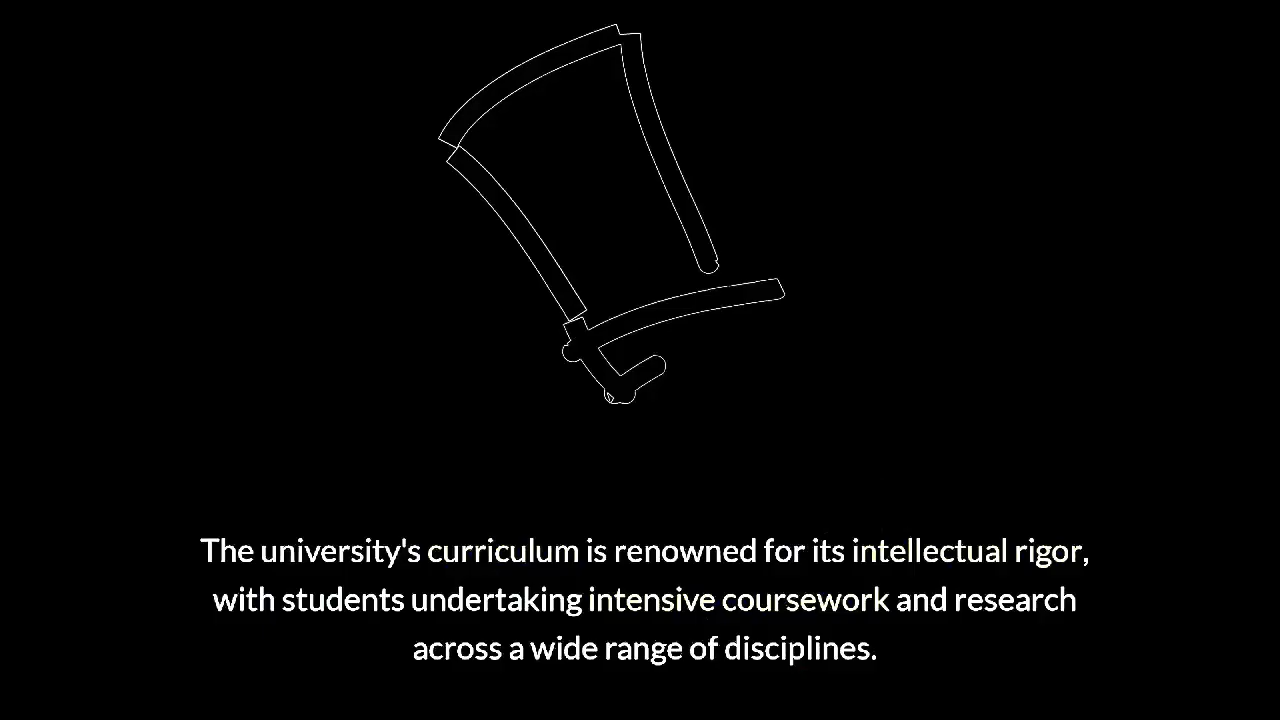 The university's curriculum is renowned for its intellectual rigor,
with students undertaking intensive coursework and research
across a wide range of disciplines.